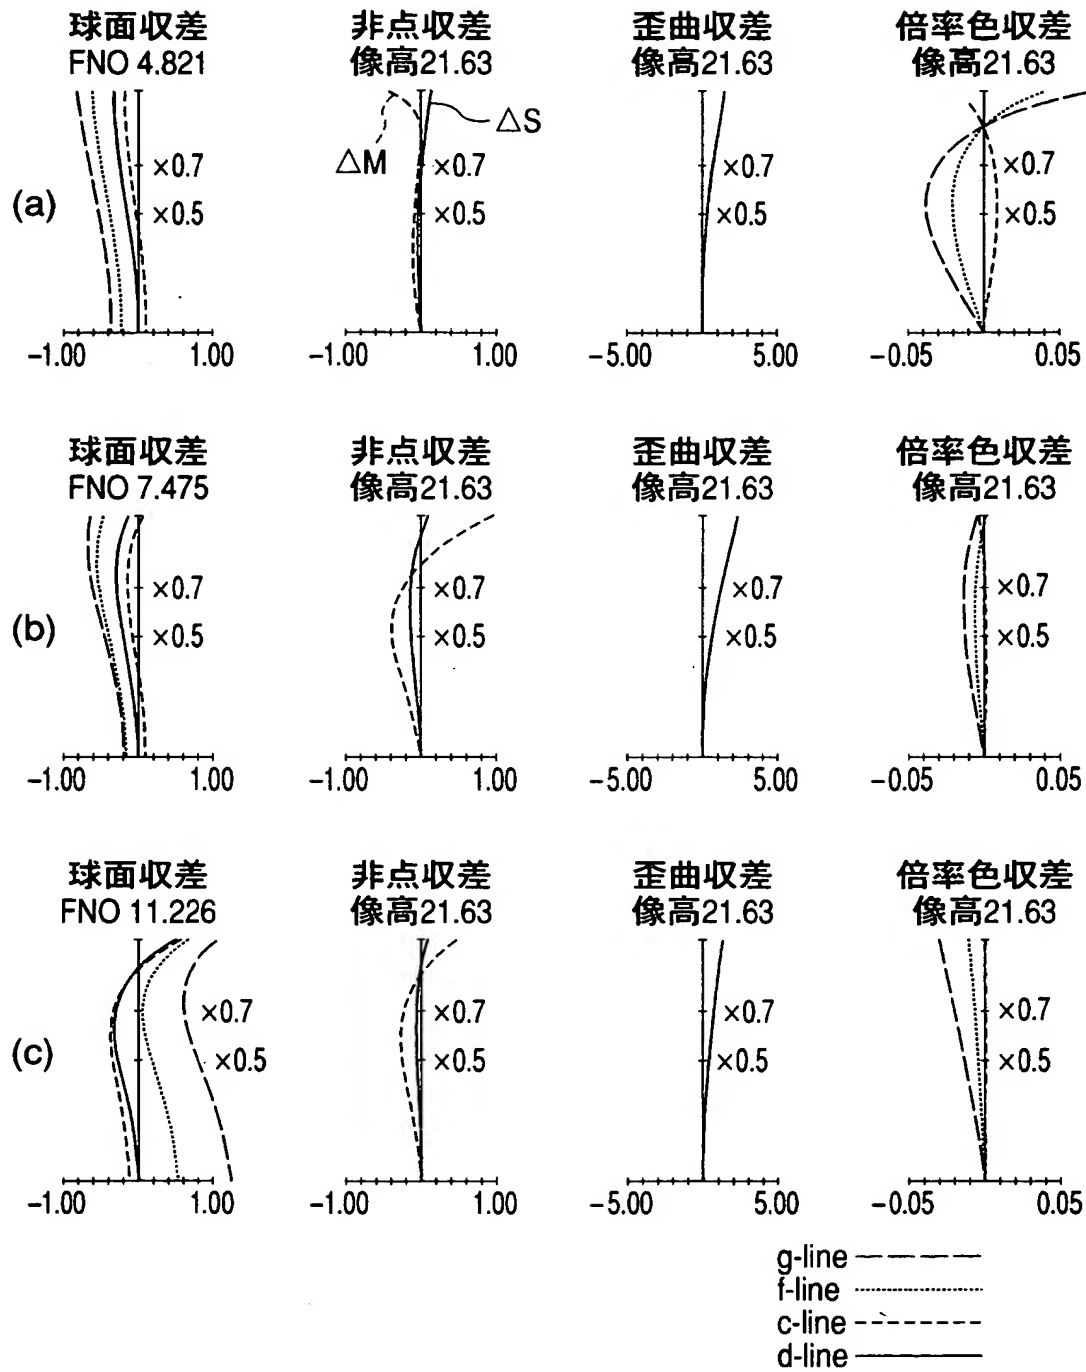 球面収差 非点収差 歪曲収差 倍率色収差
FNO 4.821 像高21.63 像高21.63 像高21.63
△S
△M
×0.7 ×0.7 ×0.7
(a)
×0.5 ×0.5 ×0.5 ×0.5
-1.00 1.00 -1.00 1.00 -5.00 5.00 -0.05 0.05
球面収差 非点収差 歪曲収差 倍率色収差
FNO 7.475 像高21.63 像高21.63 像高21.63
×0.7 ×0.7 ×0.7 ×0.7
(b)
×0.5 ×0.5 ×0.5 ×0.5
-1.00 1.00 -1.00 1.00 -5.00 5.00 -0.05 0.05
球面収差 非点収差 歪曲収差 倍率色収差
FNO 11.226 像高21.63 像高21.63 像高21.63
×0.7 ×0.7 ×0.7 ×0.7
(c)
×0.5 ×0.5 ×0.5 ×0.5
-1.00 1.00 -1.00 1.00 -5.00 5.00 -0.05 0.05
g-line
f-line
c-line
d-line